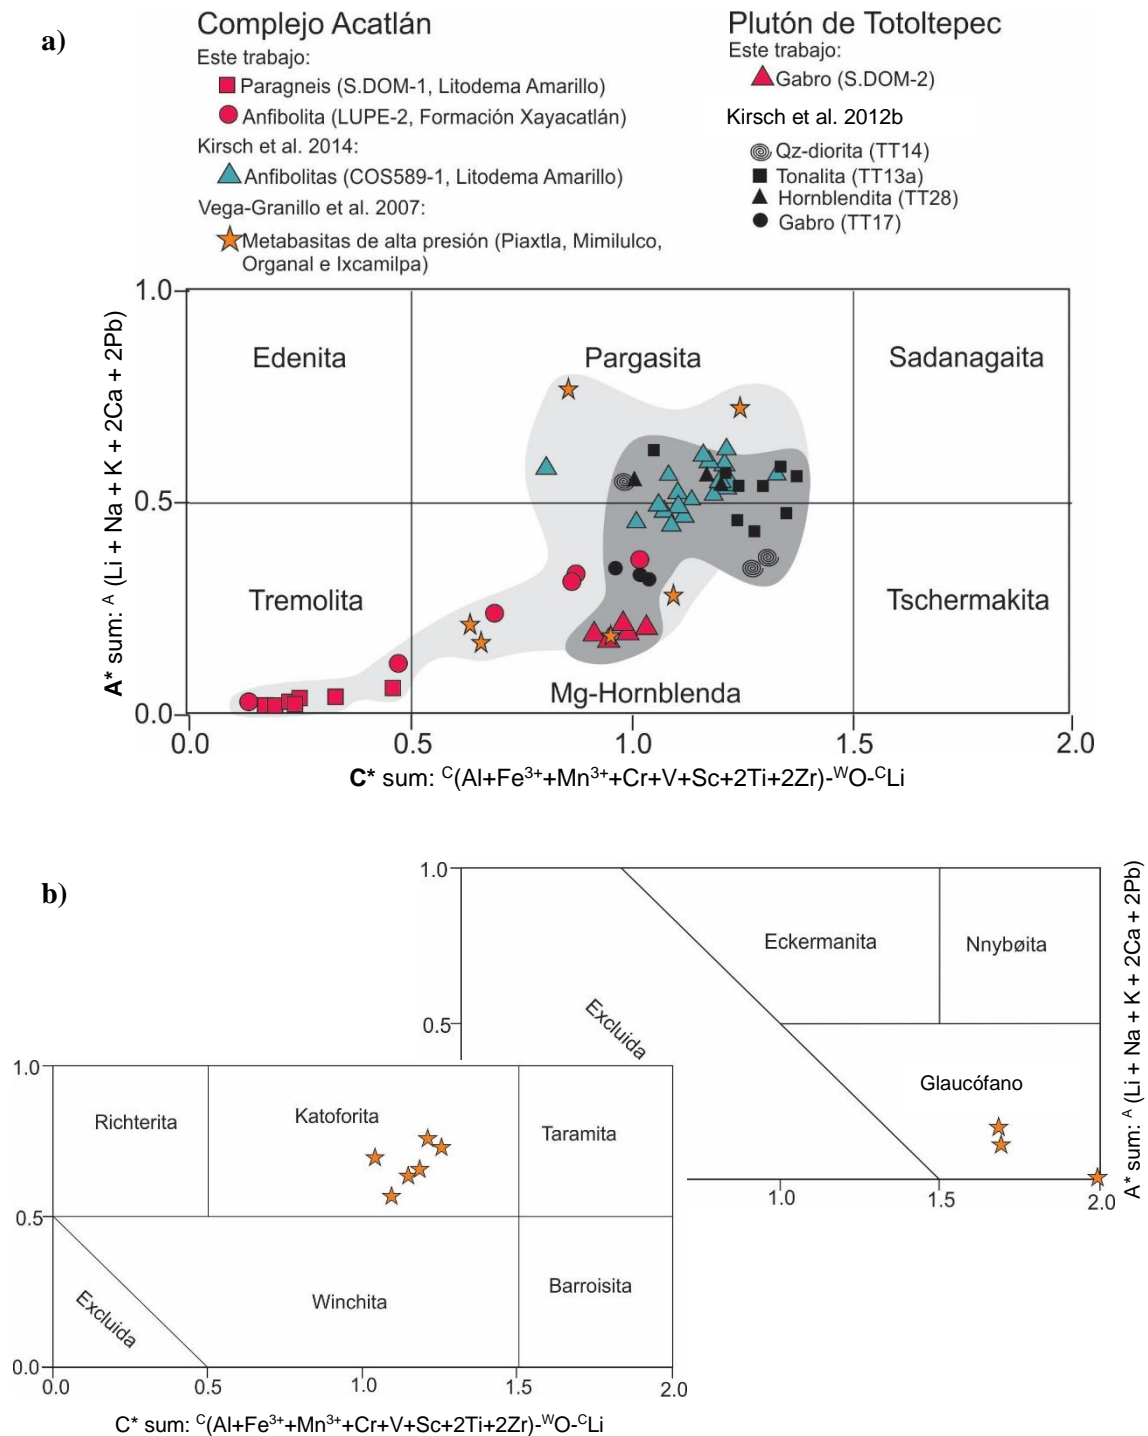 a)
Complejo Acatlán
Este trabajo:
Paragneis (S.DOM-1, Litodema Amarillo)
Anfibolita (LUPE-2, Formación Xayacatlán)
Kirsch et al. 2014:
Anfibolitas (COS589-1, Litodema Amarillo)
Vega-Granillo et al. 2007:
Metabasitas de alta presión (Piaxtla, Mimilulco,
Organal e Ixcamilpa)
Plutón de Totoltepec
Este trabajo:
Gabro (S.DOM-2)
Kirsch et al. 2012b
Qz-diorita (TT14)
Tonalita (TT13a)
Hornblendita (TT28)
Gabro (TT17)
A* sum: ᴬ (Li + Na + K + 2Ca + 2Pb)
1.0
0.5
0.0
Edenita
Pargasita
Sadanagaita
Tremolita
Mg-Hornblenda
Tschermakita
0.0
0.5
1.0
1.5
2.0
C* sum: ᶜ(Al+Fe³⁺+Mn³⁺+Cr+V+Sc+2Ti+2Zr)-ᵂO-ᶜLi
b)
1.0
0.5
Excluida
Eckermanita
Nnybøita
Glaucófano
1.0
1.5
2.0
A* sum: ᴬ (Li + Na + K + 2Ca + 2Pb)
1.0
0.5
0.0
Richterita
Katoforita
Taramita
Excluida
Winchita
Barroisita
0.0
0.5
1.0
1.5
2.0
C* sum: ᶜ(Al+Fe³⁺+Mn³⁺+Cr+V+Sc+2Ti+2Zr)-ᵂO-ᶜLi